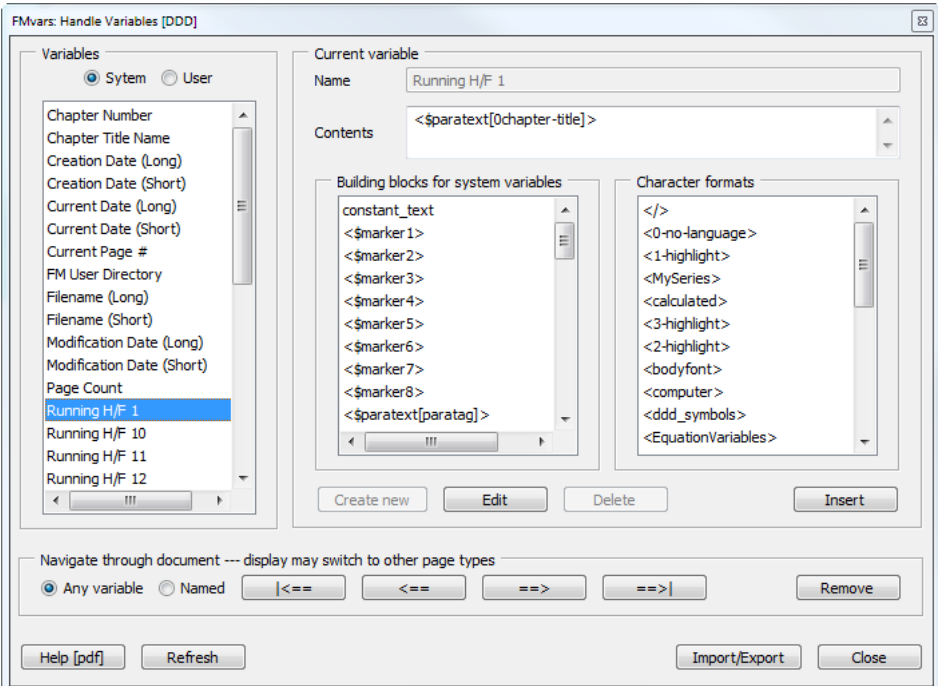 FMvars: Handle Variables [DDD]
Variables
Sytem
User
Chapter Number
Chapter Title Name
Creation Date (Long)
Creation Date (Short)
Current Date (Long)
Current Date (Short)
Current Page #
FM User Directory
Filename (Long)
Filename (Short)
Modification Date (Long)
Modification Date (Short)
Page Count
Running H/F 1
Running H/F 10
Running H/F 11
Running H/F 12
Current variable
Name
Running H/F 1
Contents
<$paratext[0chapter-title]>
Building blocks for system variables
constant_text
<$marker1>
<$marker2>
<$marker3>
<$marker4>
<$marker5>
<$marker6>
<$marker7>
<$marker8>
<$paratext[paratag]>
Character formats
</>
<0-no-language>
<1-highlight>
<MySeries>
<calculated>
<3-highlight>
<2-highlight>
<bodyfont>
<computer>
<ddd_symbols>
<EquationVariables>
Create new
Edit
Delete
Insert
Navigate through document --- display may switch to other page types
Any variable
Named
|<==
<==
==>
==>|
Remove
Help [pdf]
Refresh
Import/Export
Close